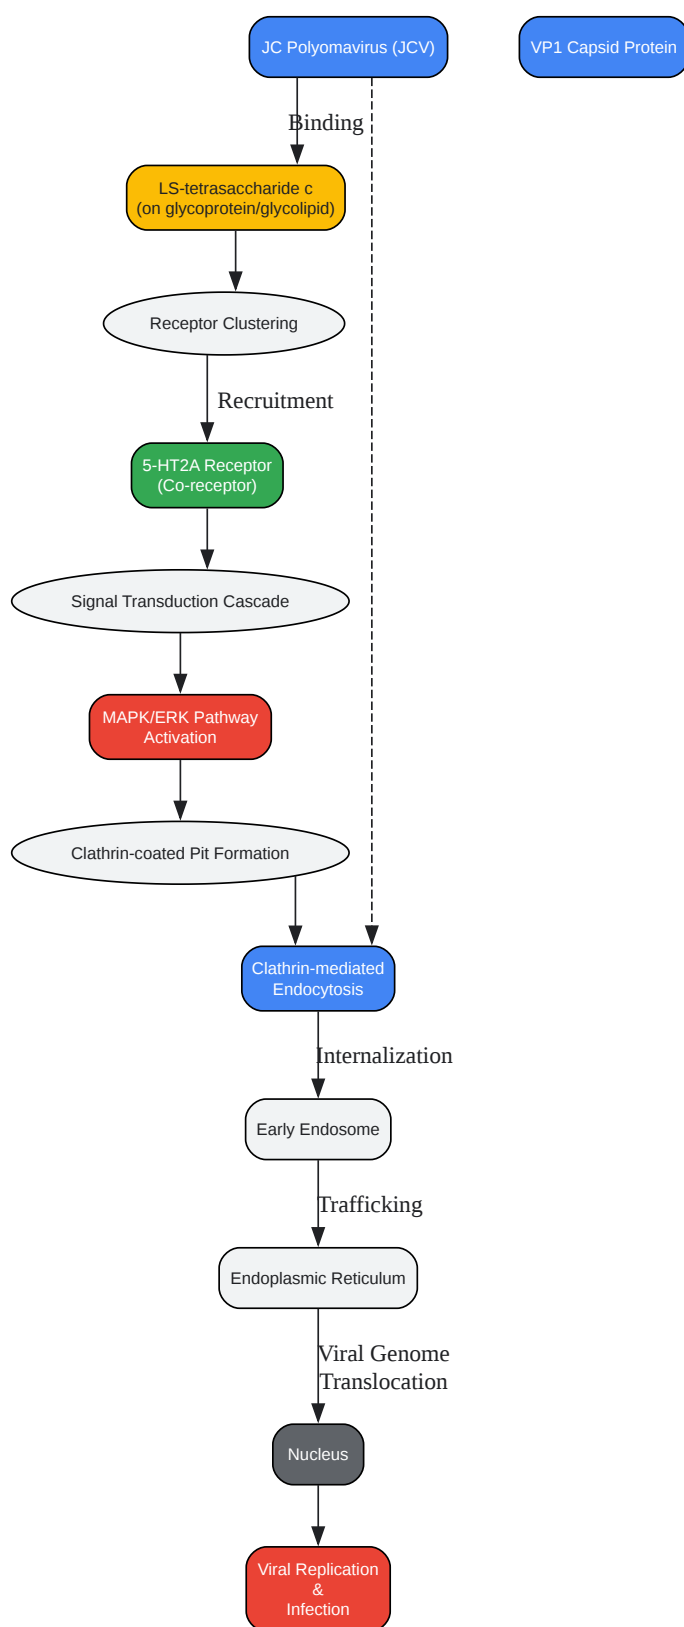 JC Polyomavirus (JCV)
VP1 Capsid Protein
Binding
LS-tetrasaccharide c
(on glycoprotein/glycolipid)
Receptor Clustering
Recruitment
5-HT2A Receptor
(Co-receptor)
Signal Transduction Cascade
MAPK/ERK Pathway
Activation
Clathrin-coated Pit Formation
Clathrin-mediated
Endocytosis
Internalization
Early Endosome
Trafficking
Endoplasmic Reticulum
Viral Genome
Translocation
Nucleus
Viral Replication
&
Infection